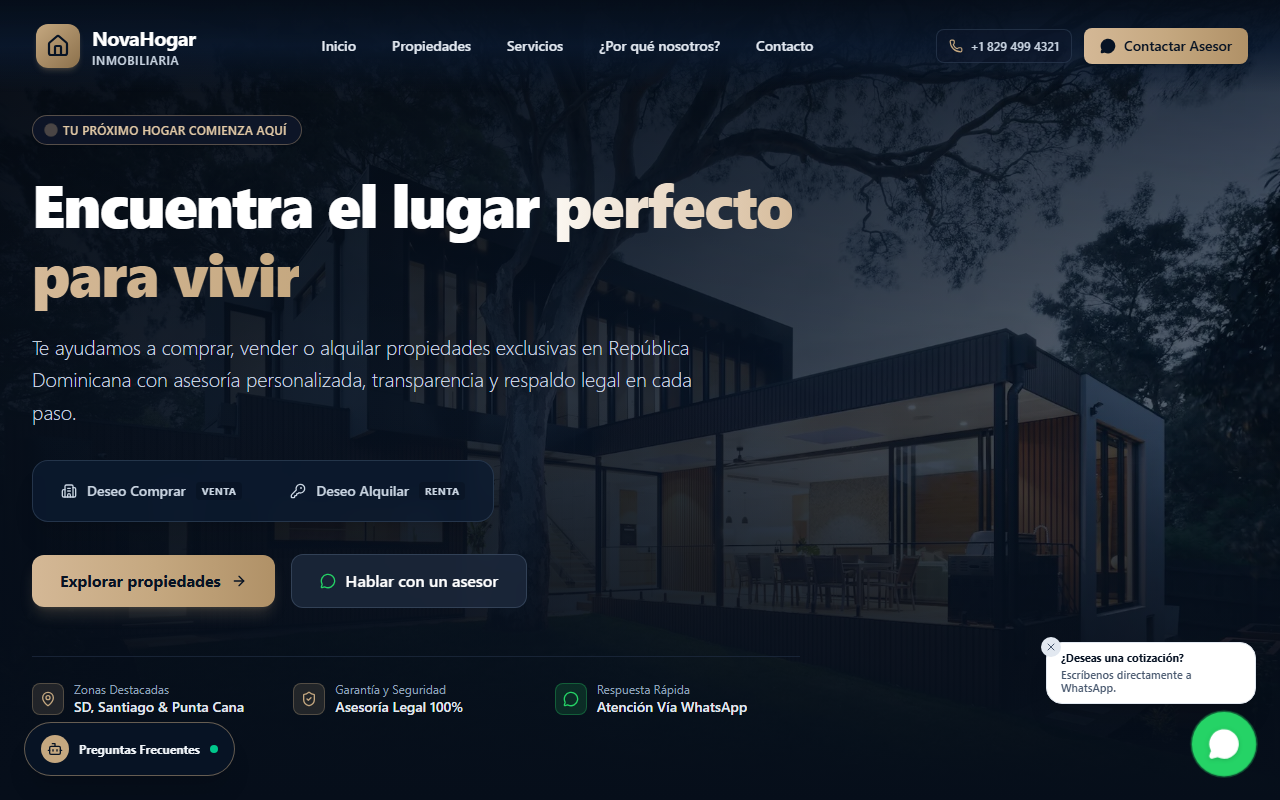 NovaHogar
INMOBILIARIA
Inicio
Propiedades
Servicios
¿Por qué nosotros?
Contacto
+1 829 499 4321
Contactar Asesor
TU PRÓXIMO HOGAR COMIENZA AQUÍ
Encuentra el lugar perfecto
para vivir
Te ayudamos a comprar, vender o alquilar propiedades exclusivas en República
Dominicana con asesoría personalizada, transparencia y respaldo legal en cada
paso.
Deseo Comprar VENTA
Deseo Alquilar RENTA
Explorar propiedades
Hablar con un asesor
Zonas Destacadas
SD, Santiago & Punta Cana
Garantía y Seguridad
Asesoría Legal 100%
Respuesta Rápida
Atención Vía WhatsApp
¿Deseas una cotización?
Escríbenos directamente a
WhatsApp.
Preguntas Frecuentes